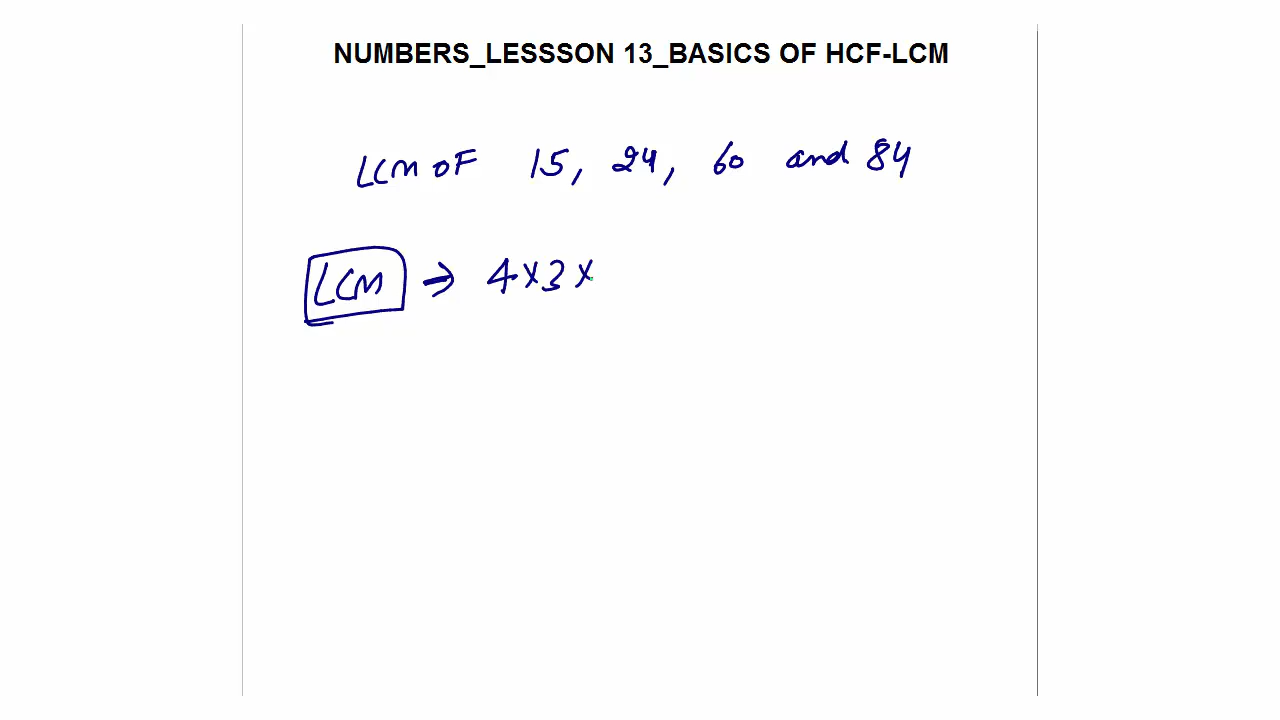 NUMBERS_LESSSON 13_BASICS OF HCF-LCM
LCM OF 15, 24, 60 and 84
LCM ⇒ 4×3×